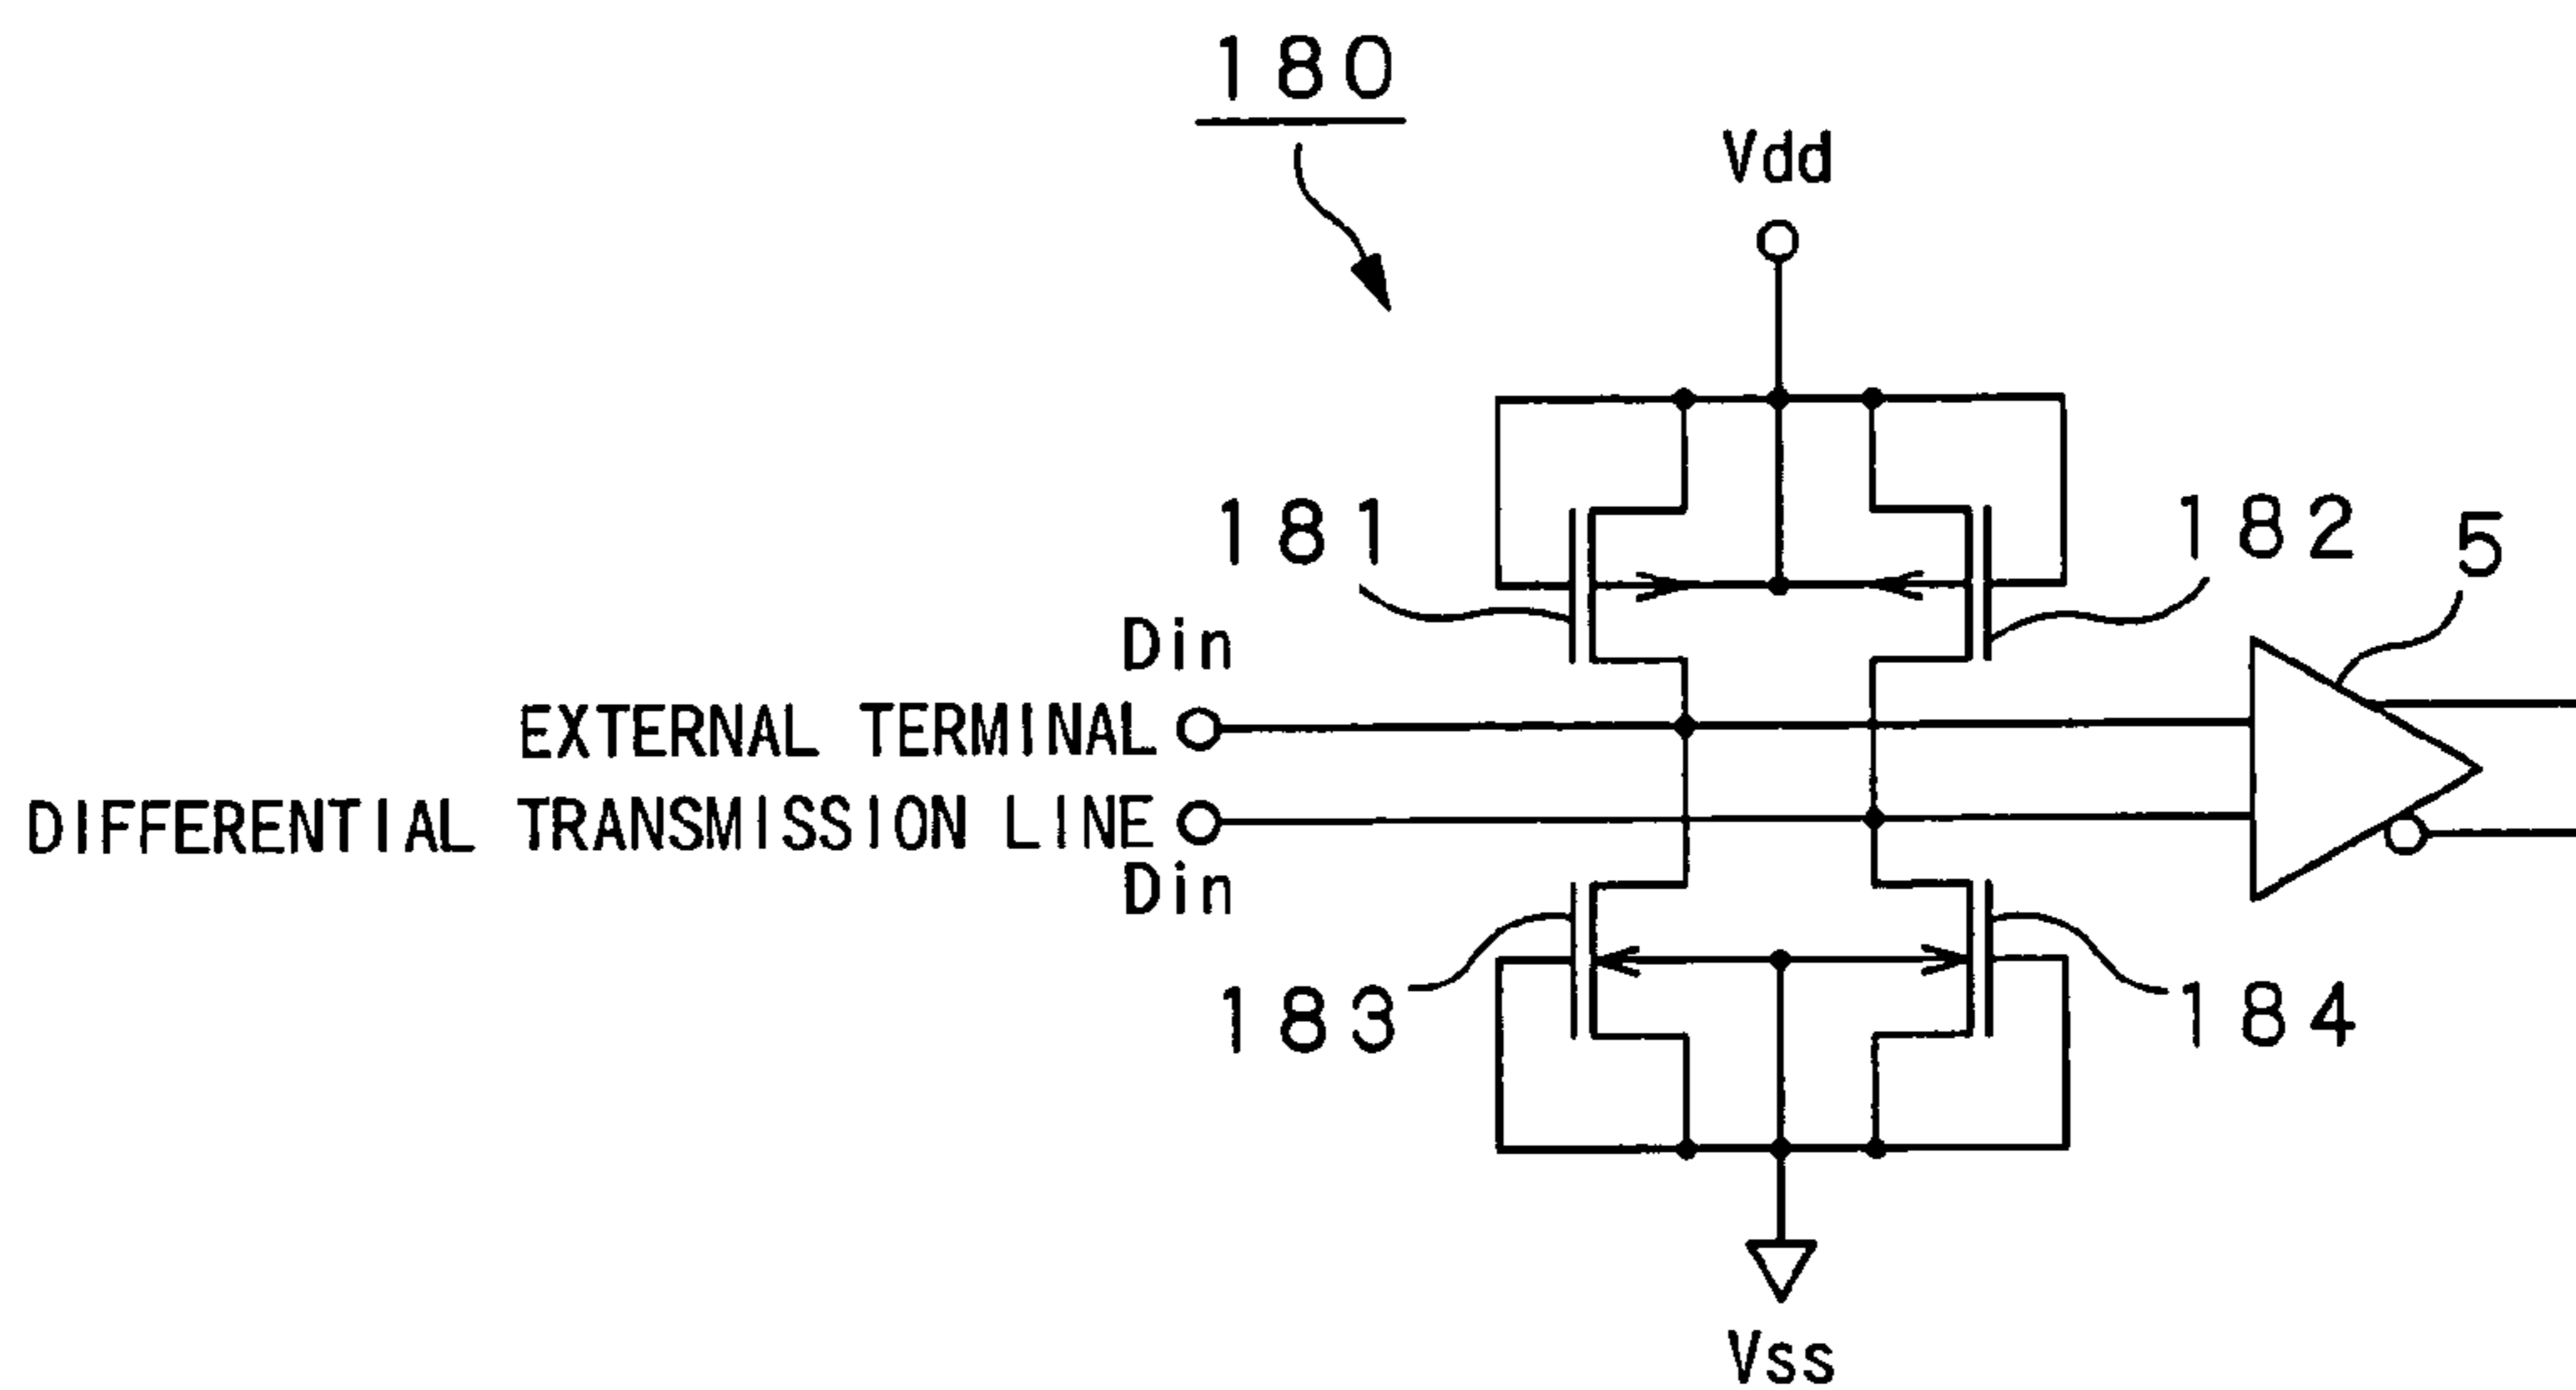 180
Vdd
181
182
5
Din
EXTERNAL TERMINAL
DIFFERENTIAL TRANSMISSION LINE
Din
183
184
Vss